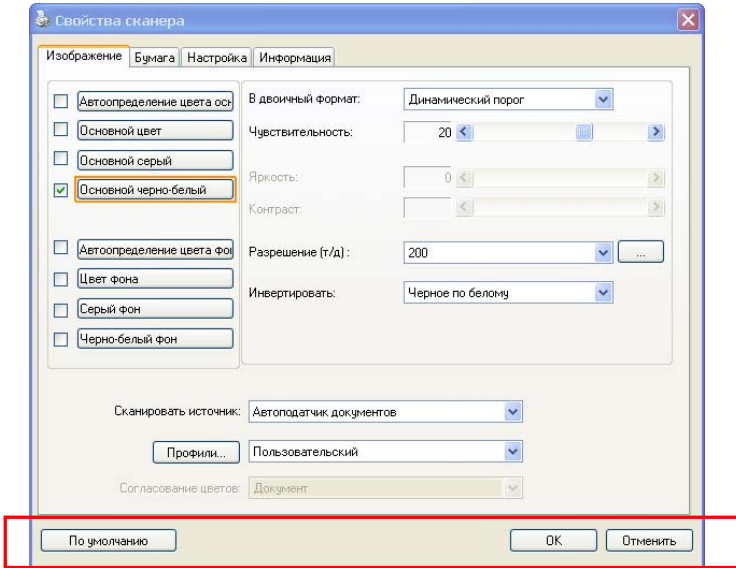 Свойства сканера
Изображение Бумага Настройка Информация
Автоопределение цвета осн
Основной цвет
Основной серый
Основной черно-белый
Автоопределение цвета фон
Цвет фона
Серый фон
Черно-белый фон
В двоичный формат: Динамический порог
Чувствительность: 20
Яркость: 0
Контраст:
Разрешение (т/д) : 200 ...
Инвертировать: Черное по белому
Сканировать источник: Автоподатчик документов
Профили... Пользовательский
Согласование цветов: Документ
По умолчанию OK Отменить